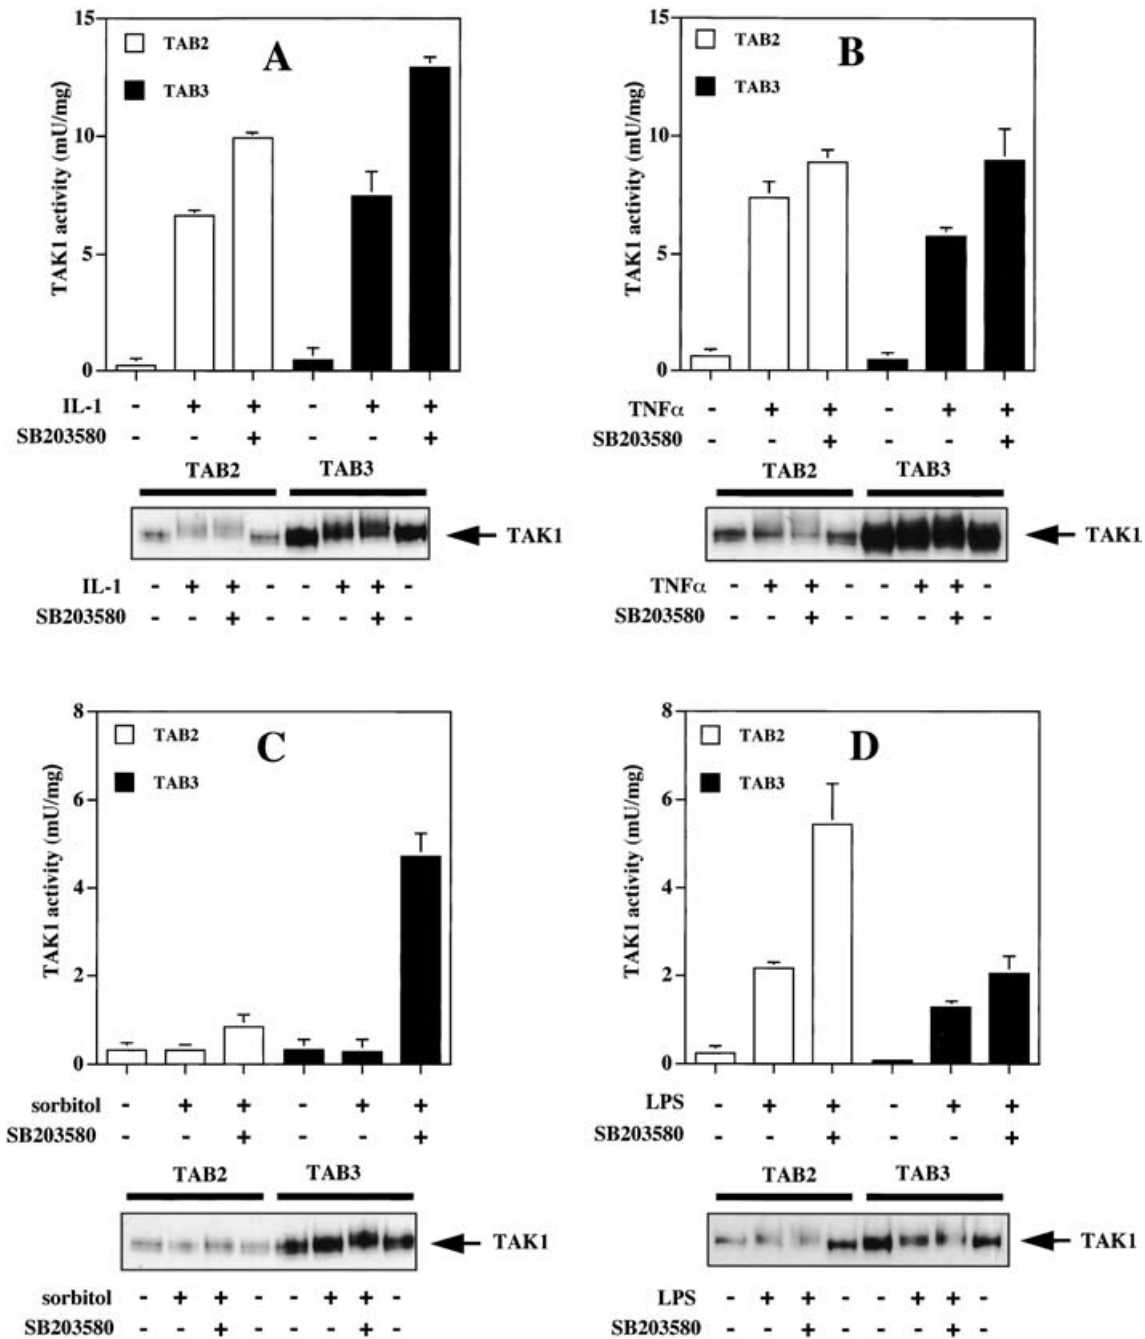 15
TAB2
TAB3
A
10
5
0
TAK1 activity (mU/mg)
IL-1 - + + - + +
SB203580 - - + - - +
TAB2 TAB3
TAK1
IL-1 - + + - - + + -
SB203580 - - + - - - + -
15
TAB2
TAB3
B
10
5
0
TAK1 activity (mU/mg)
TNFα - + + - + +
SB203580 - - + - - +
TAB2 TAB3
TAK1
TNFα - + + - - + + -
SB203580 - - + - - - + -
8
TAB2
TAB3
C
6
4
2
0
TAK1 activity (mU/mg)
sorbitol - + + - + +
SB203580 - - + - - +
TAB2 TAB3
TAK1
sorbitol - + + - - + + -
SB203580 - - + - - - + -
8
TAB2
TAB3
D
6
4
2
0
TAK1 activity (mU/mg)
LPS - + + - + +
SB203580 - - + - - +
TAB2 TAB3
TAK1
LPS - + + - - + + -
SB203580 - - + - - - + -